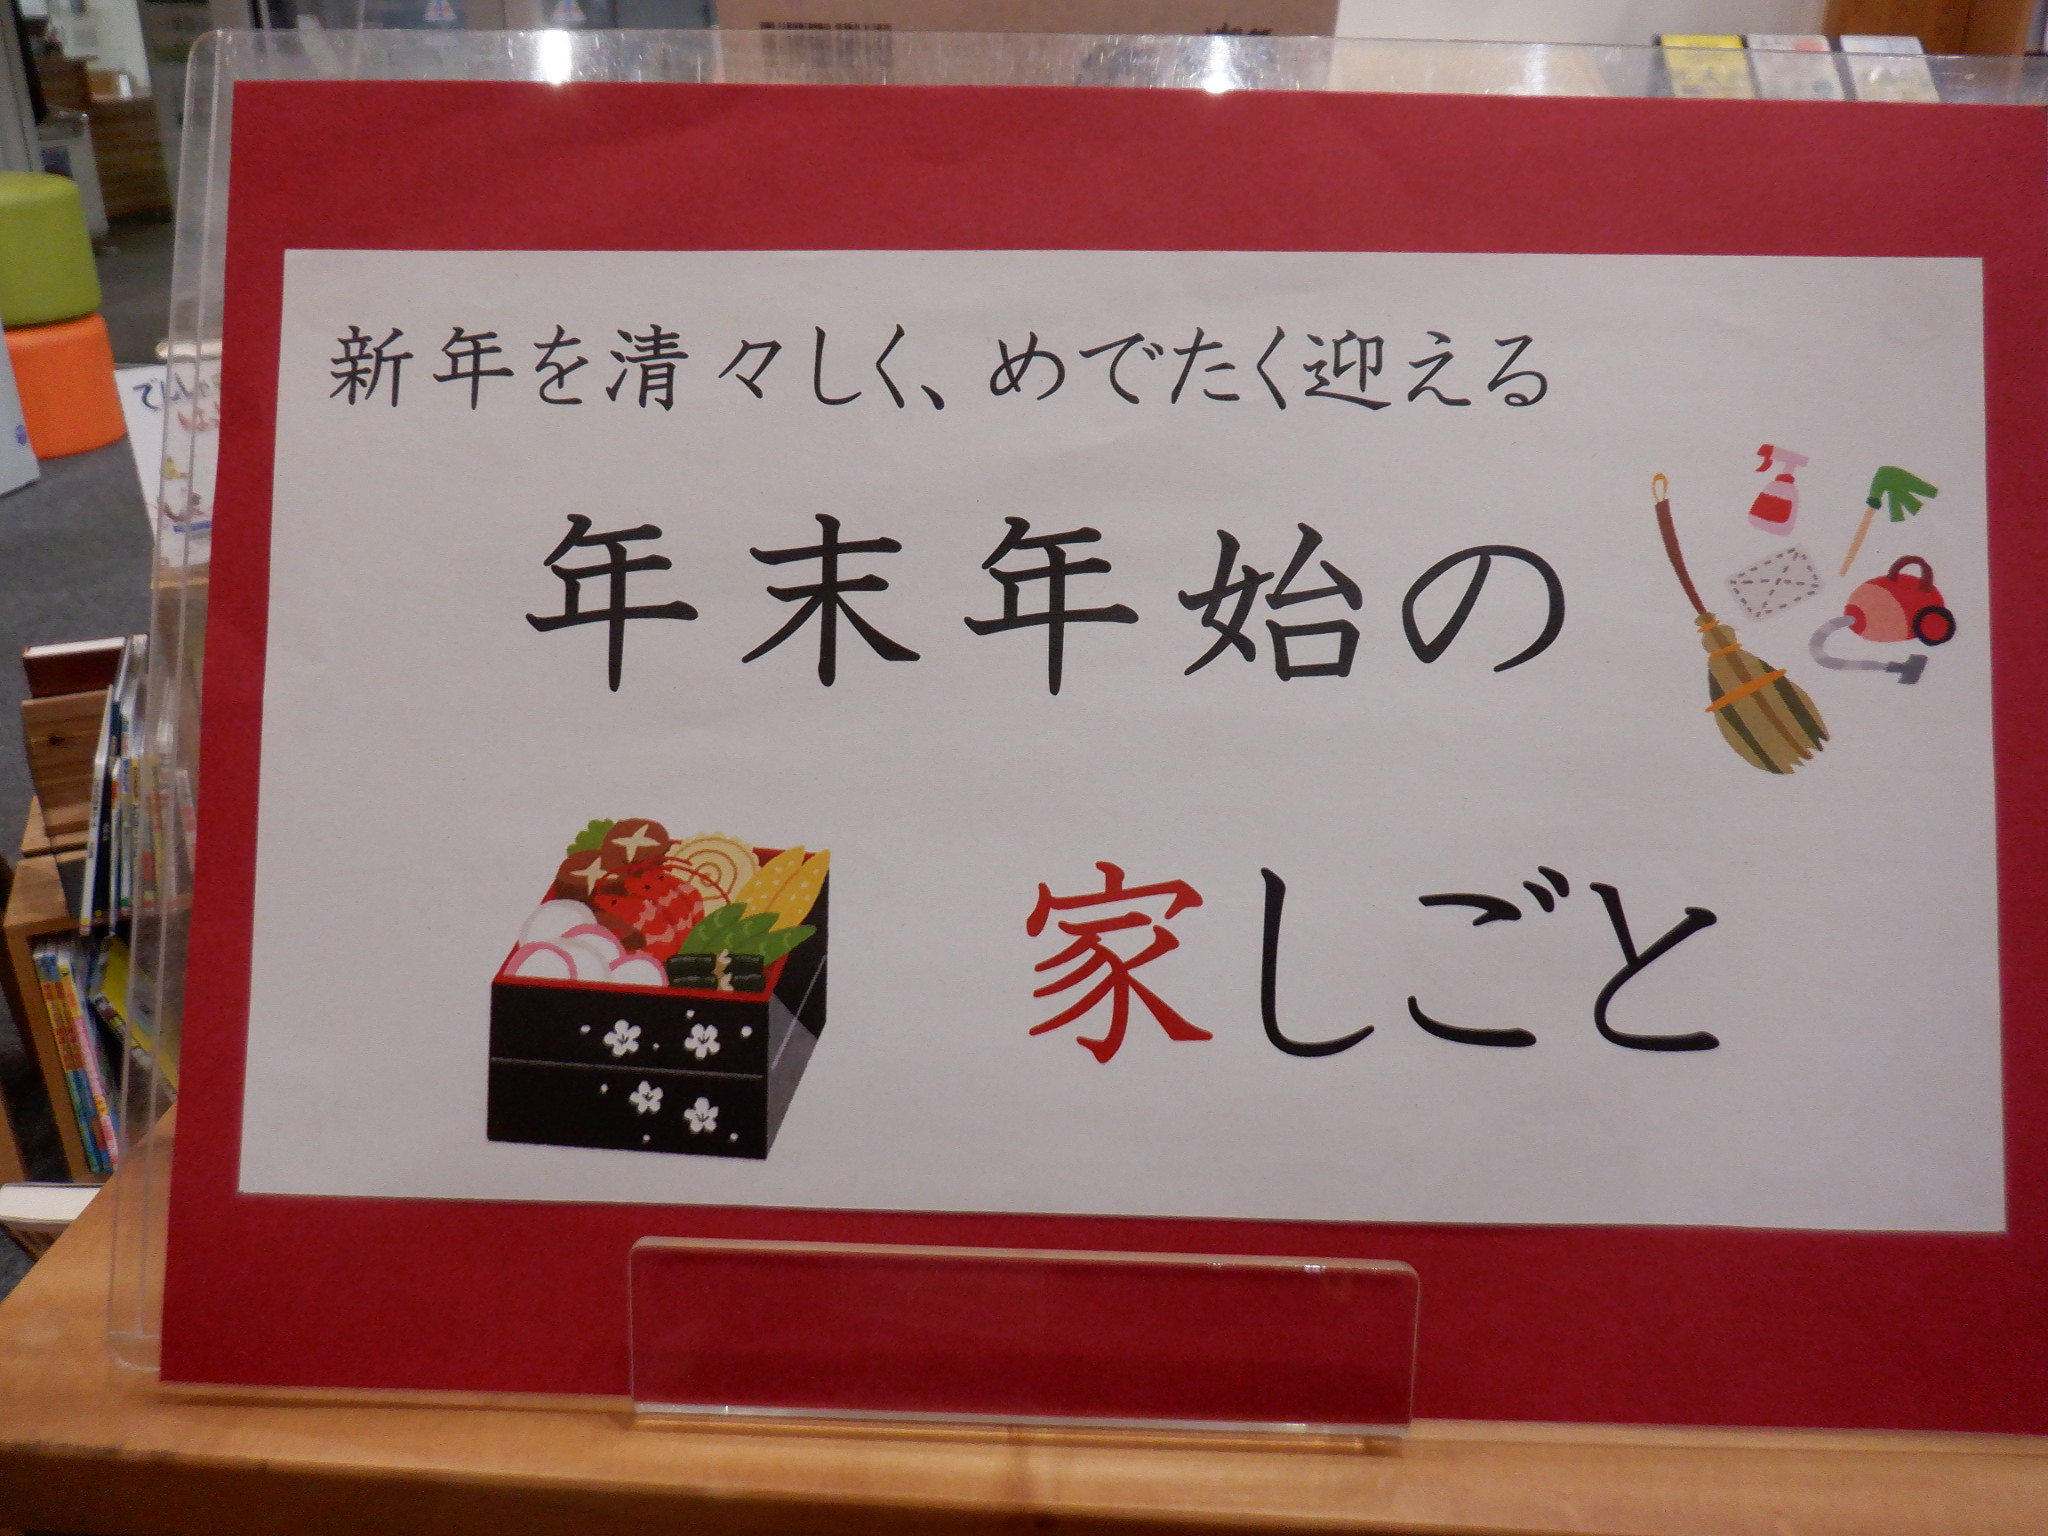 新年を清々しく、めでたく迎える
年末年始の
家しごと